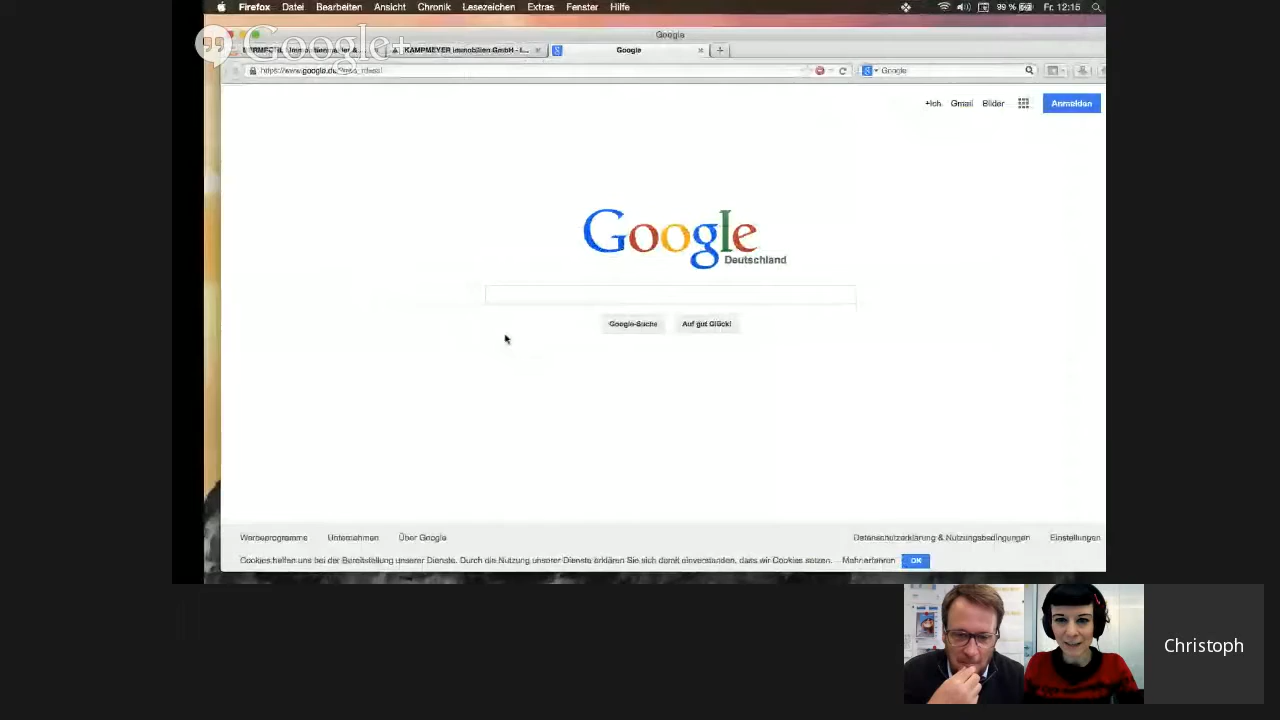 Firefox Datei Bearbeiten Ansicht Chronik Lesezeichen Extras Fenster Hilfe 99 % Fr. 12:15
Google+
Google
KAMPMEYER Immobilien GmbH - I...
Google
Google
+Ich Gmail Bilder Anmelden
Google
Deutschland
Google-Suche Auf gut Glück!
Werbeprogramme Unternehmen Über Google Datenschutzerklärung & Nutzungsbedingungen Einstellungen
Cookies helfen uns bei der Bereitstellung unserer Dienste. Durch die Nutzung unserer Dienste erklären Sie sich damit einverstanden, dass wir Cookies setzen. Mehr erfahren OK
Christoph